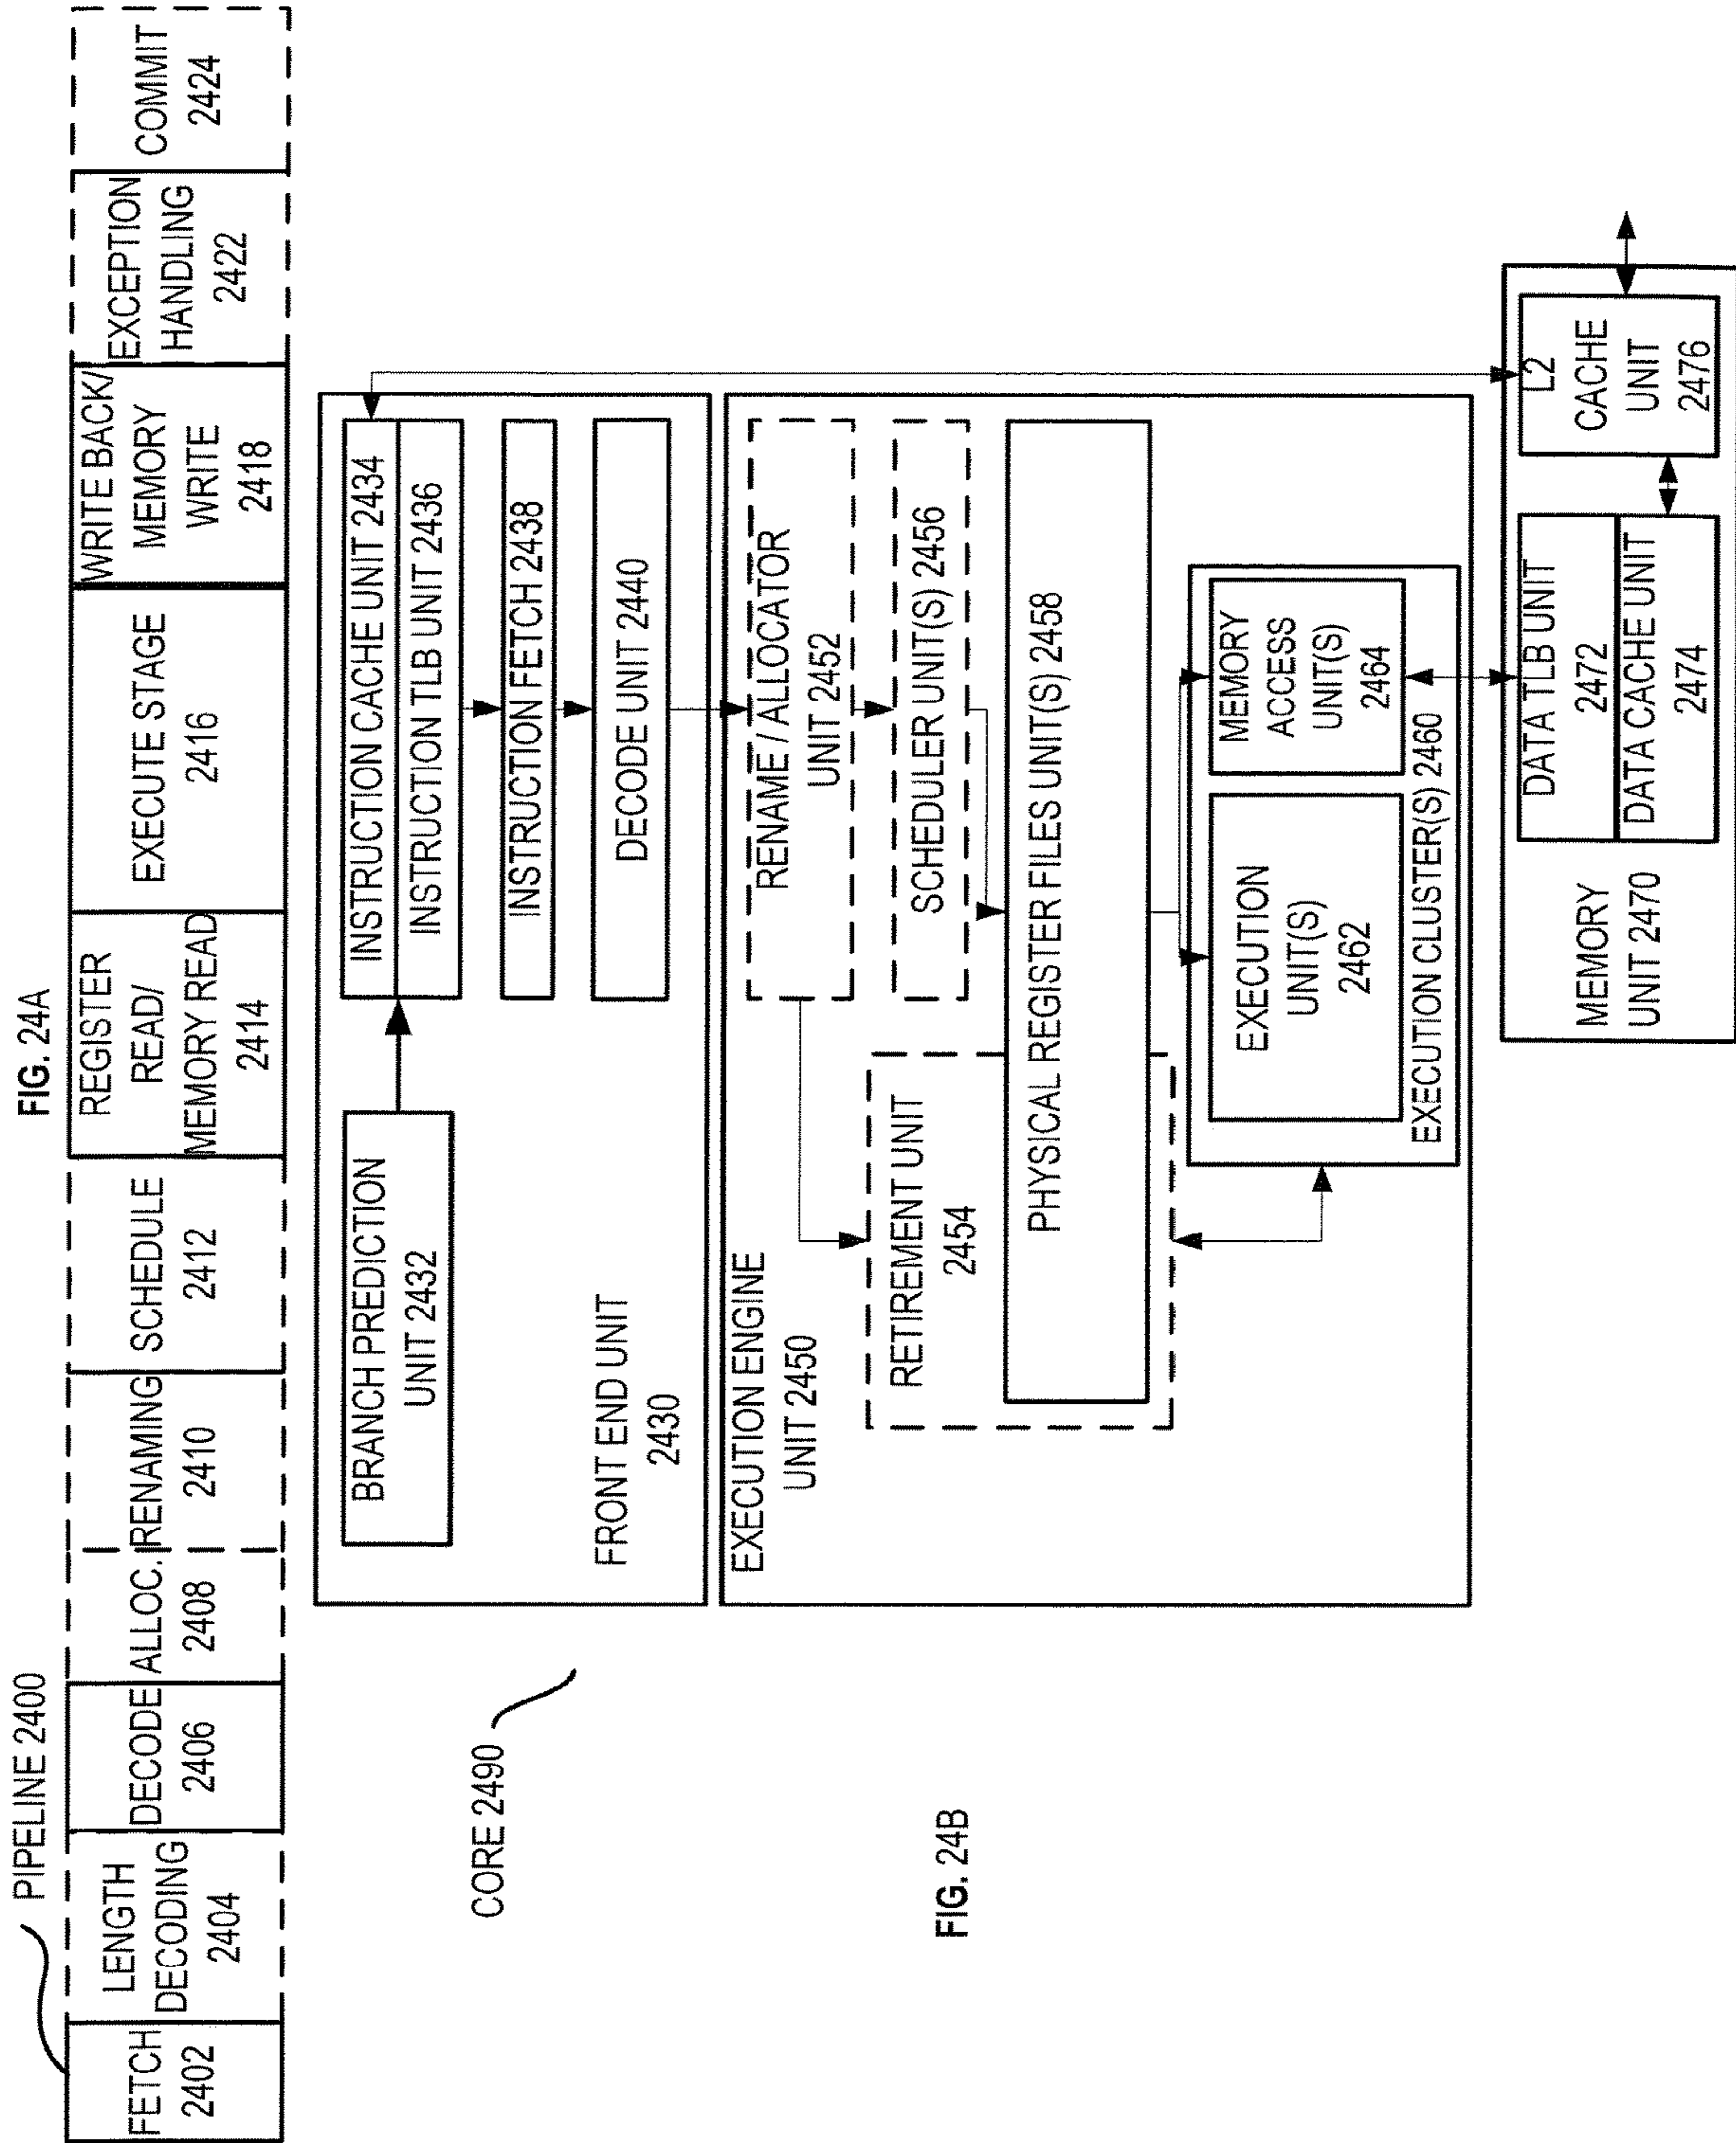 FIG. 24A
PIPELINE 2400
FETCH
2402
LENGTH
DECODING
2404
DECODE
2406
ALLOC.
2408
RENAMING
2410
SCHEDULE
2412
REGISTER
READ/
MEMORY READ
2414
EXECUTE STAGE
2416
WRITE BACK/
MEMORY
WRITE
2418
EXCEPTION
HANDLING
2422
COMMIT
2424
CORE 2490
BRANCH PREDICTION
UNIT 2432
INSTRUCTION CACHE UNIT 2434
INSTRUCTION TLB UNIT 2436
INSTRUCTION FETCH 2438
DECODE UNIT 2440
FRONT END UNIT
2430
EXECUTION ENGINE
UNIT 2450
RENAME / ALLOCATOR
UNIT 2452
RETIREMENT UNIT
2454
SCHEDULER UNIT(S) 2456
PHYSICAL REGISTER FILES UNIT(S) 2458
EXECUTION
UNIT(S)
2462
MEMORY
ACCESS
UNIT(S)
2464
EXECUTION CLUSTER(S) 2460
FIG. 24B
MEMORY
UNIT 2470
DATA TLB UNIT
2472
DATA CACHE UNIT
2474
L2
CACHE
UNIT
2476